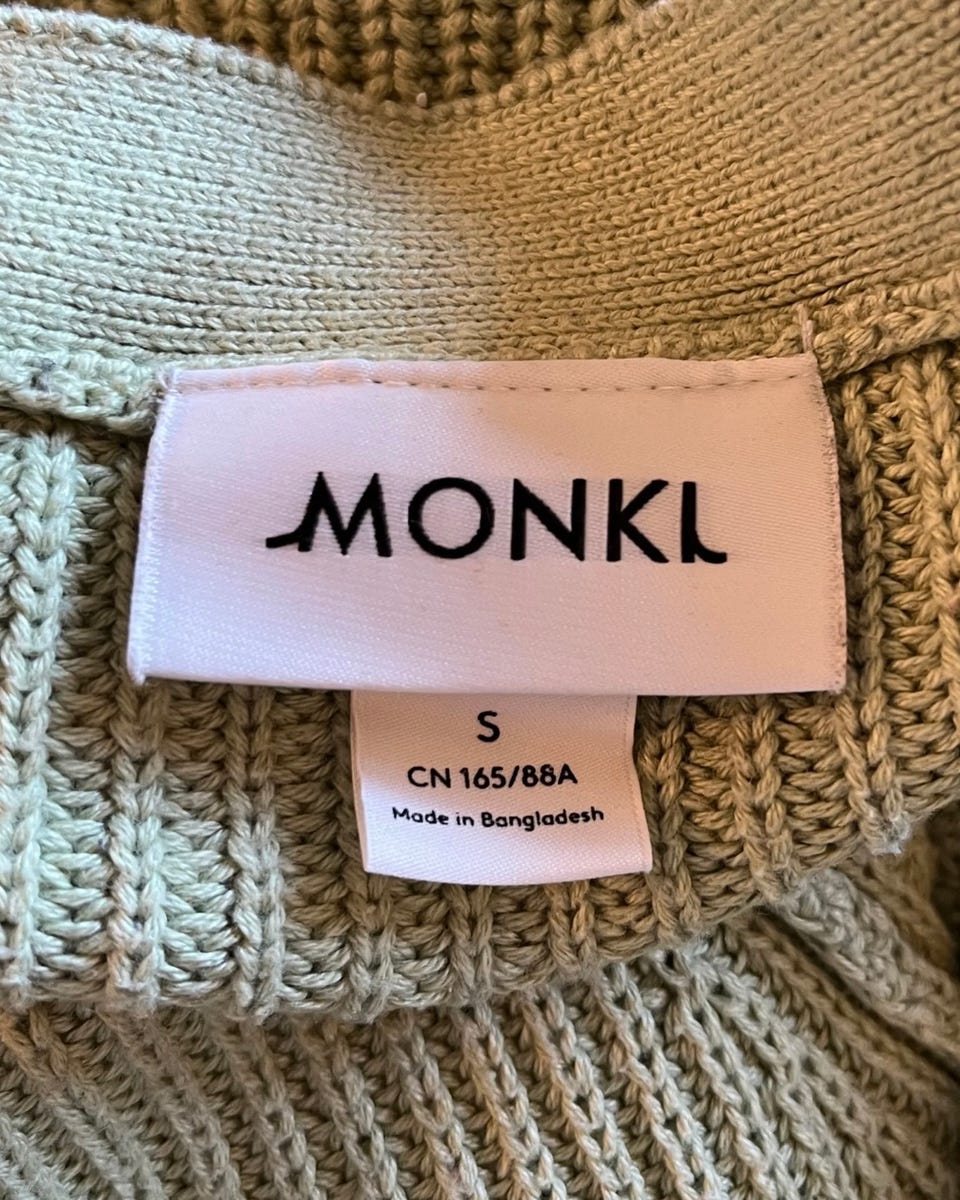 MONKI
S
CN 165/88A
Made in Bangladesh